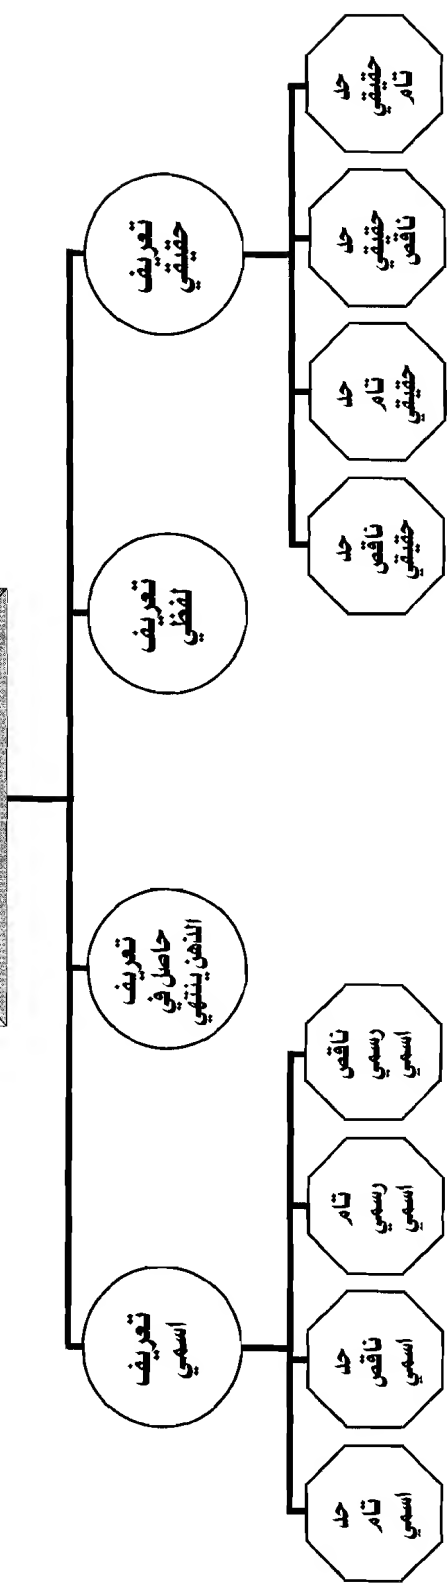 تعريف
حقيقي
تعريف
لفظي
تعريف
حاصل في
الذهن ينتهي
تعريف
اسمي
حد
حقيقي
تام
حد
حقيقي
ناقص
حد
تام
حقيقي
حد
ناقص
حقيقي
ناقص
رسمي
اسمي
تام
رسمي
اسمي
حد
ناقص
اسمي
حد
تام
اسمي